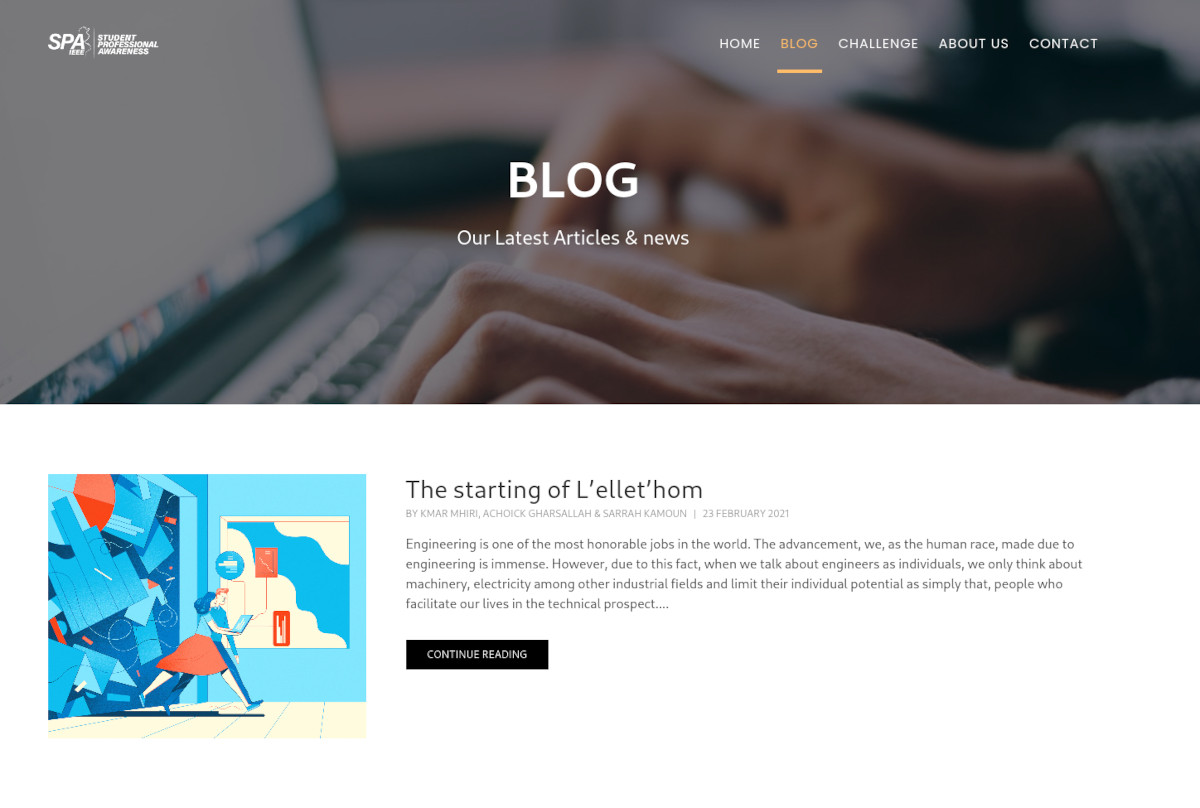 SPA
IEEE
STUDENT
PROFESSIONAL
AWARENESS
HOME BLOG CHALLENGE ABOUT US CONTACT
BLOG
Our Latest Articles & news
The starting of L’ellet’hom
BY KMAR MHIRI, ACHOICK GHARSALLAH & SARRAH KAMOUN | 23 FEBRUARY 2021
Engineering is one of the most honorable jobs in the world. The advancement, we, as the human race, made due to
engineering is immense. However, due to this fact, when we talk about engineers as individuals, we only think about
machinery, electricity among other industrial fields and limit their individual potential as simply that, people who
facilitate our lives in the technical prospect....
CONTINUE READING